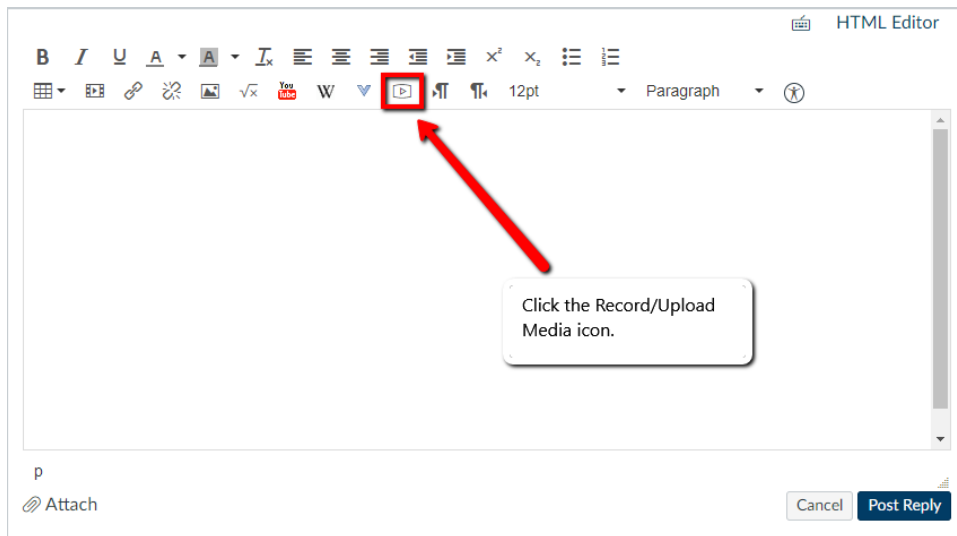 HTML Editor
B I U A A Tx x² x₂
√x You Tube W V ¶ ¶ 12pt Paragraph
Click the Record/Upload
Media icon.
p
Attach
Cancel Post Reply